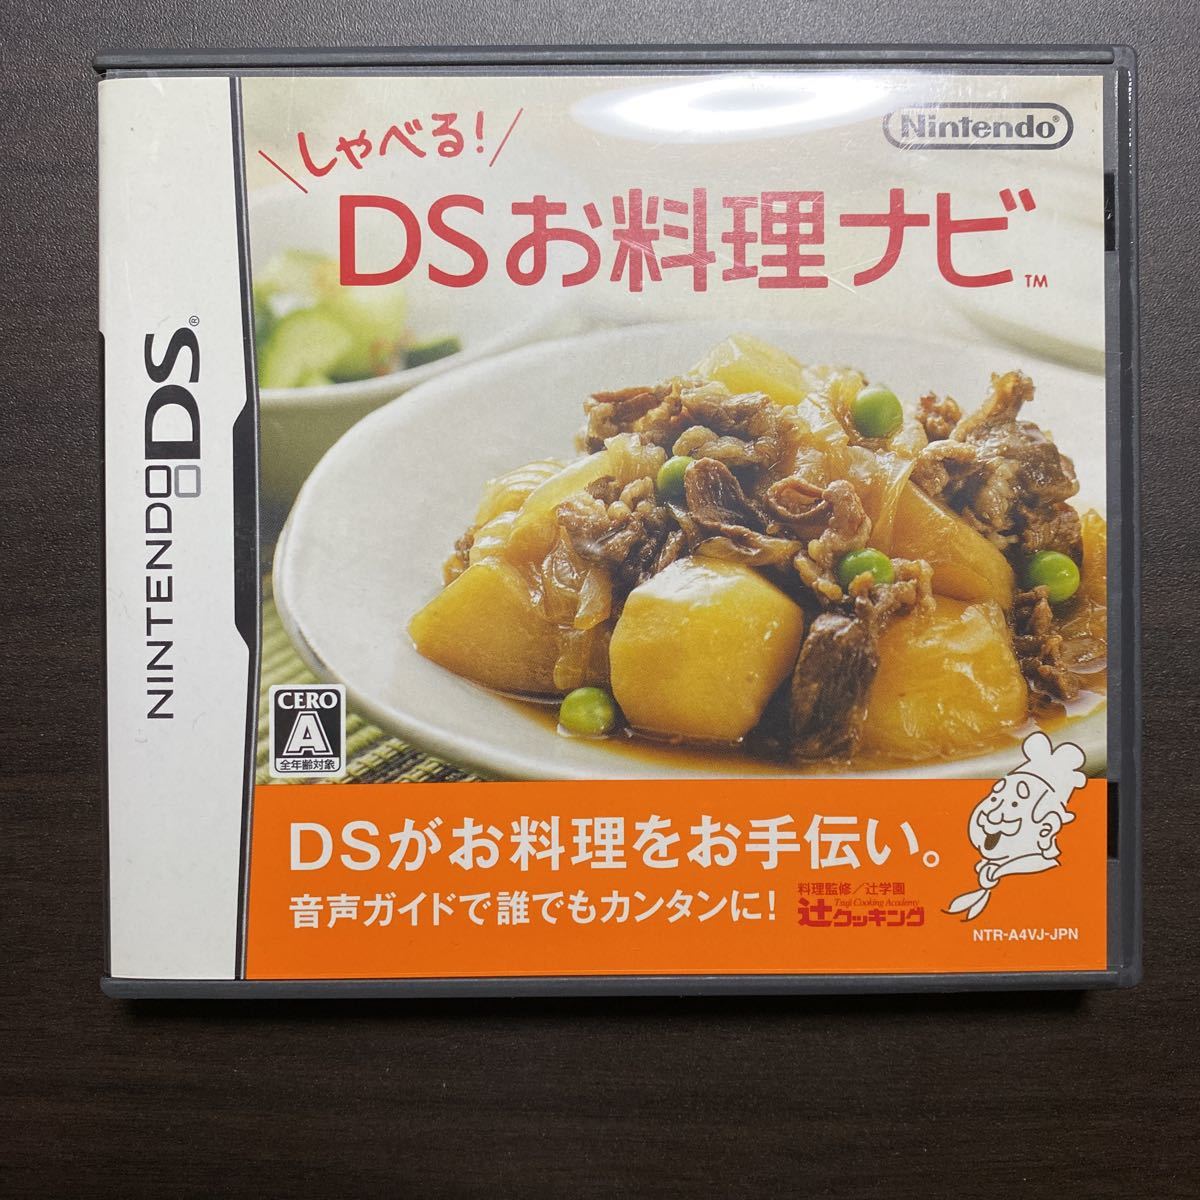 しゃべる!
DSお料理ナビ™
Nintendo®
NINTENDO DS®
CERO
A
全年齢対象
DSがお料理をお手伝い。
音声ガイドで誰でもカンタンに!
料理監修/辻学園
Tsuji Cooking Academy
辻クッキング
NTR-A4VJ-JPN